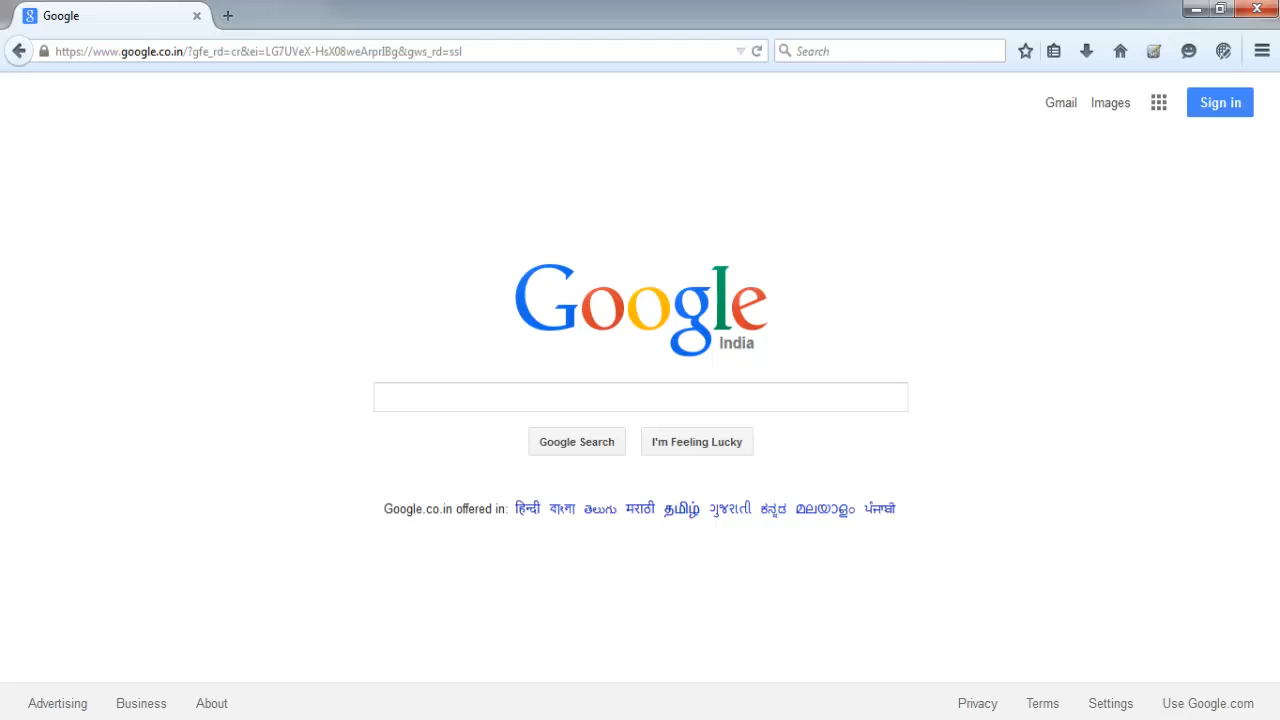 Google
https://www.google.co.in/?gfe_rd=cr&ei=LG7UVeX-HsX08weArprIBg&gws_rd=ssl Search
Gmail Images Sign in
Google
India
Google Search I'm Feeling Lucky
Google.co.in offered in: हिन्दी বাংলা తెలుగు मराठी தமிழ் ગુજરાતી ಕನ್ನಡ മലയാളം ਪੰਜਾਬੀ
Advertising Business About Privacy Terms Settings Use Google.com